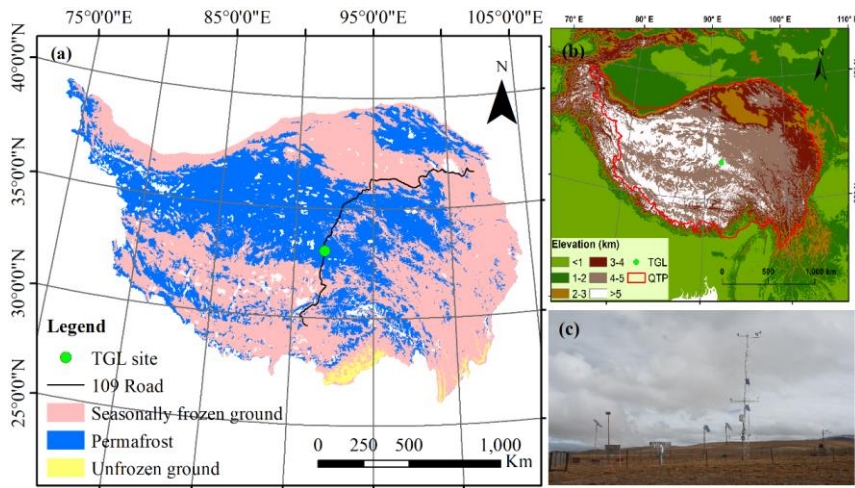 75°0'0"E 85°0'0"E 95°0'0"E 105°0'0"E
(a)
N
40°0'0"N
35°0'0"N
30°0'0"N
25°0'0"N
Legend
TGL site
109 Road
Seasonally frozen ground
Permafrost
Unfrozen ground
0 250 500 1,000
Km
70° E 80° E 90° E 100° E 110° E
(b)
N
Elevation (km)
<1 3-4 TGL
1-2 4-5 QTP
2-3 >5
0 500 1,000 km
80° E 90° E 100° E
(c)